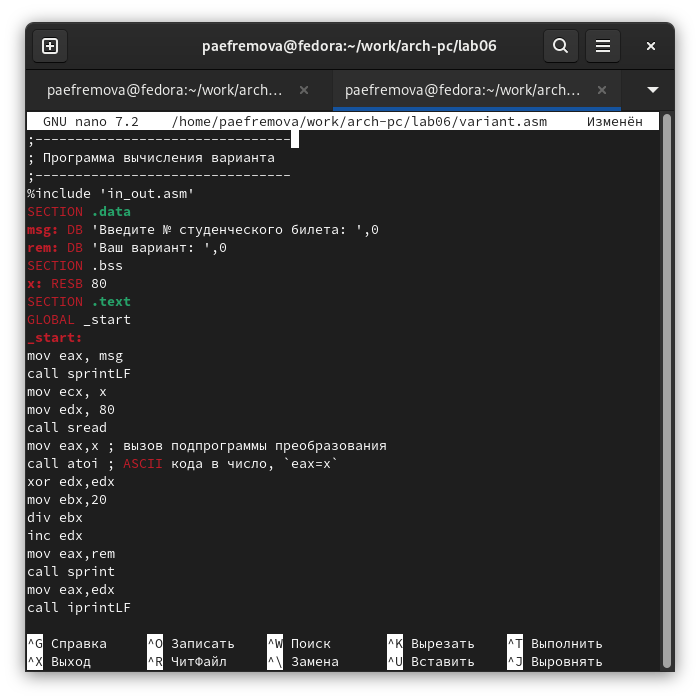 paefremova@fedora:~/work/arch-pc/lab06
paefremova@fedora:~/work/arch... paefremova@fedora:~/work/arch...
GNU nano 7.2 /home/paefremova/work/arch-pc/lab06/variant.asm Изменён
;--------------------------------
; Программа вычисления варианта
;--------------------------------
%include 'in_out.asm'
SECTION .data
msg: DB 'Введите № студенческого билета: ',0
rem: DB 'Ваш вариант: ',0
SECTION .bss
x: RESB 80
SECTION .text
GLOBAL _start
_start:
mov eax, msg
call sprintLF
mov ecx, x
mov edx, 80
call sread
mov eax,x ; вызов подпрограммы преобразования
call atoi ; ASCII кода в число, `eax=x`
xor edx,edx
mov ebx,20
div ebx
inc edx
mov eax,rem
call sprint
mov eax,edx
call iprintLF
^G Справка ^O Записать ^W Поиск ^K Вырезать ^T Выполнить
^X Выход ^R ЧитФайл ^\ Замена ^U Вставить ^J Выровнять